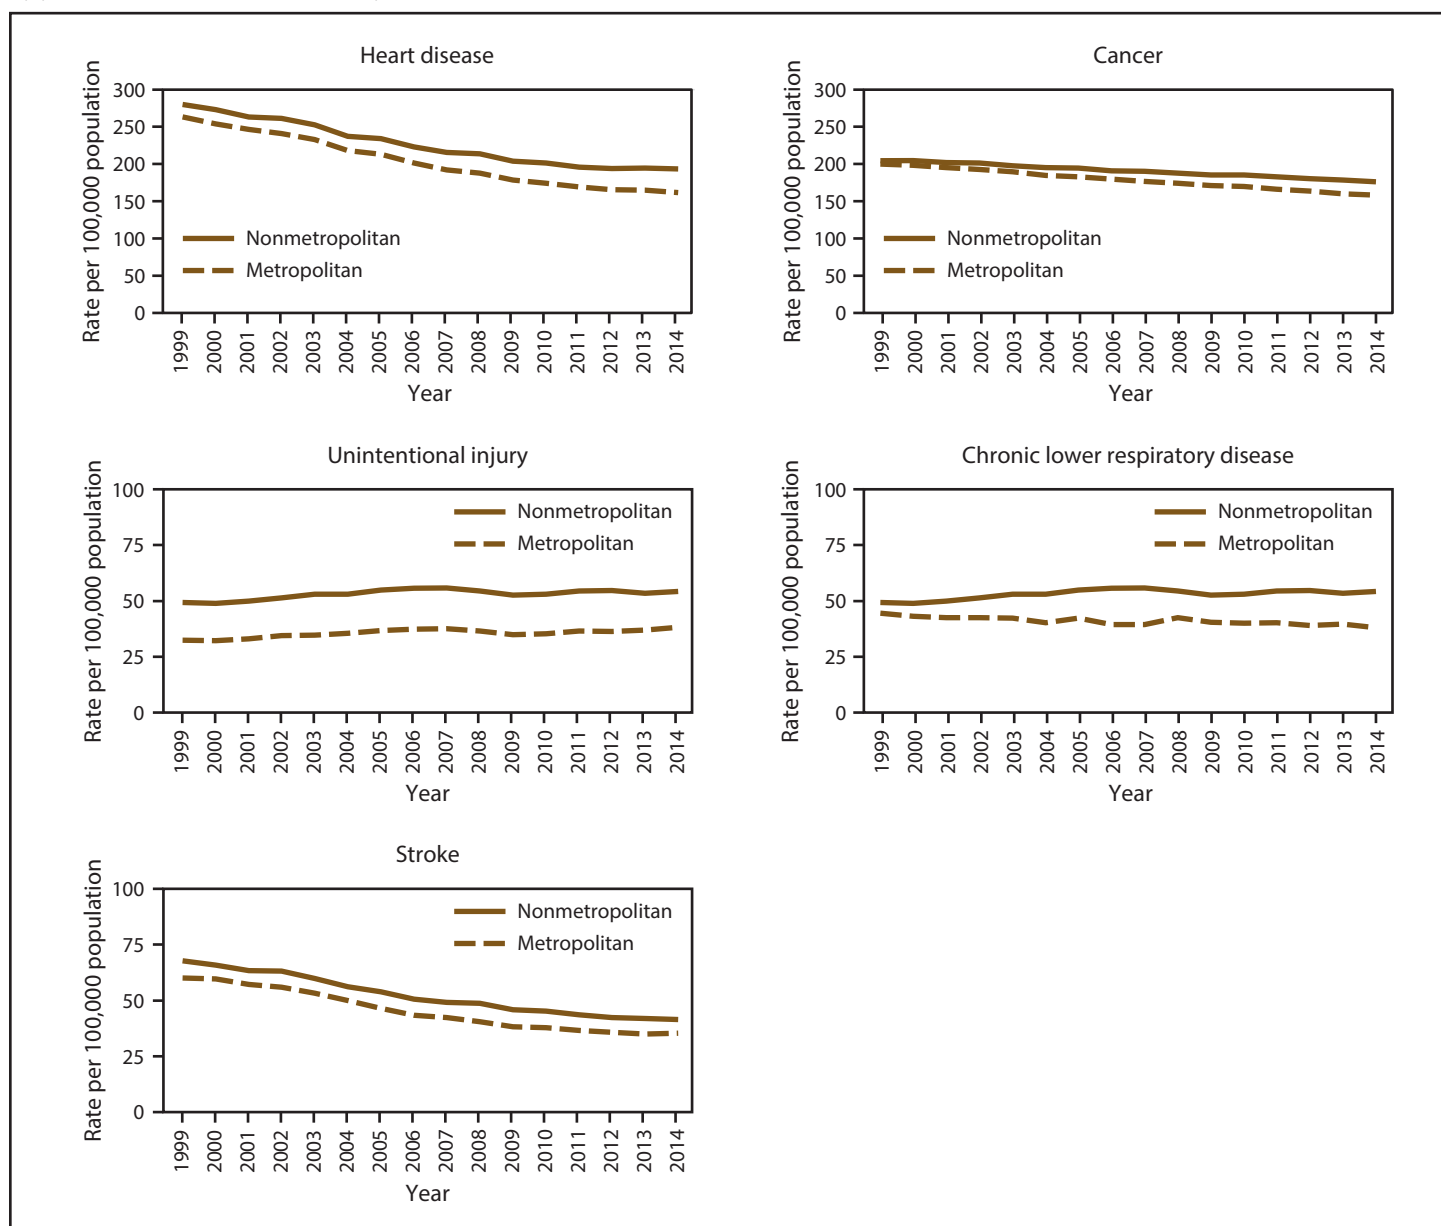 Heart disease
Rate per 100,000 population
300
250
200
150
100
50
0
Nonmetropolitan
Metropolitan
1999 2000 2001 2002 2003 2004 2005 2006 2007 2008 2009 2010 2011 2012 2013 2014
Year
Cancer
Rate per 100,000 population
300
250
200
150
100
50
0
Nonmetropolitan
Metropolitan
1999 2000 2001 2002 2003 2004 2005 2006 2007 2008 2009 2010 2011 2012 2013 2014
Year
Unintentional injury
Rate per 100,000 population
100
75
50
25
0
Nonmetropolitan
Metropolitan
1999 2000 2001 2002 2003 2004 2005 2006 2007 2008 2009 2010 2011 2012 2013 2014
Year
Chronic lower respiratory disease
Rate per 100,000 population
100
75
50
25
0
Nonmetropolitan
Metropolitan
1999 2000 2001 2002 2003 2004 2005 2006 2007 2008 2009 2010 2011 2012 2013 2014
Year
Stroke
Rate per 100,000 population
100
75
50
25
0
Nonmetropolitan
Metropolitan
1999 2000 2001 2002 2003 2004 2005 2006 2007 2008 2009 2010 2011 2012 2013 2014
Year